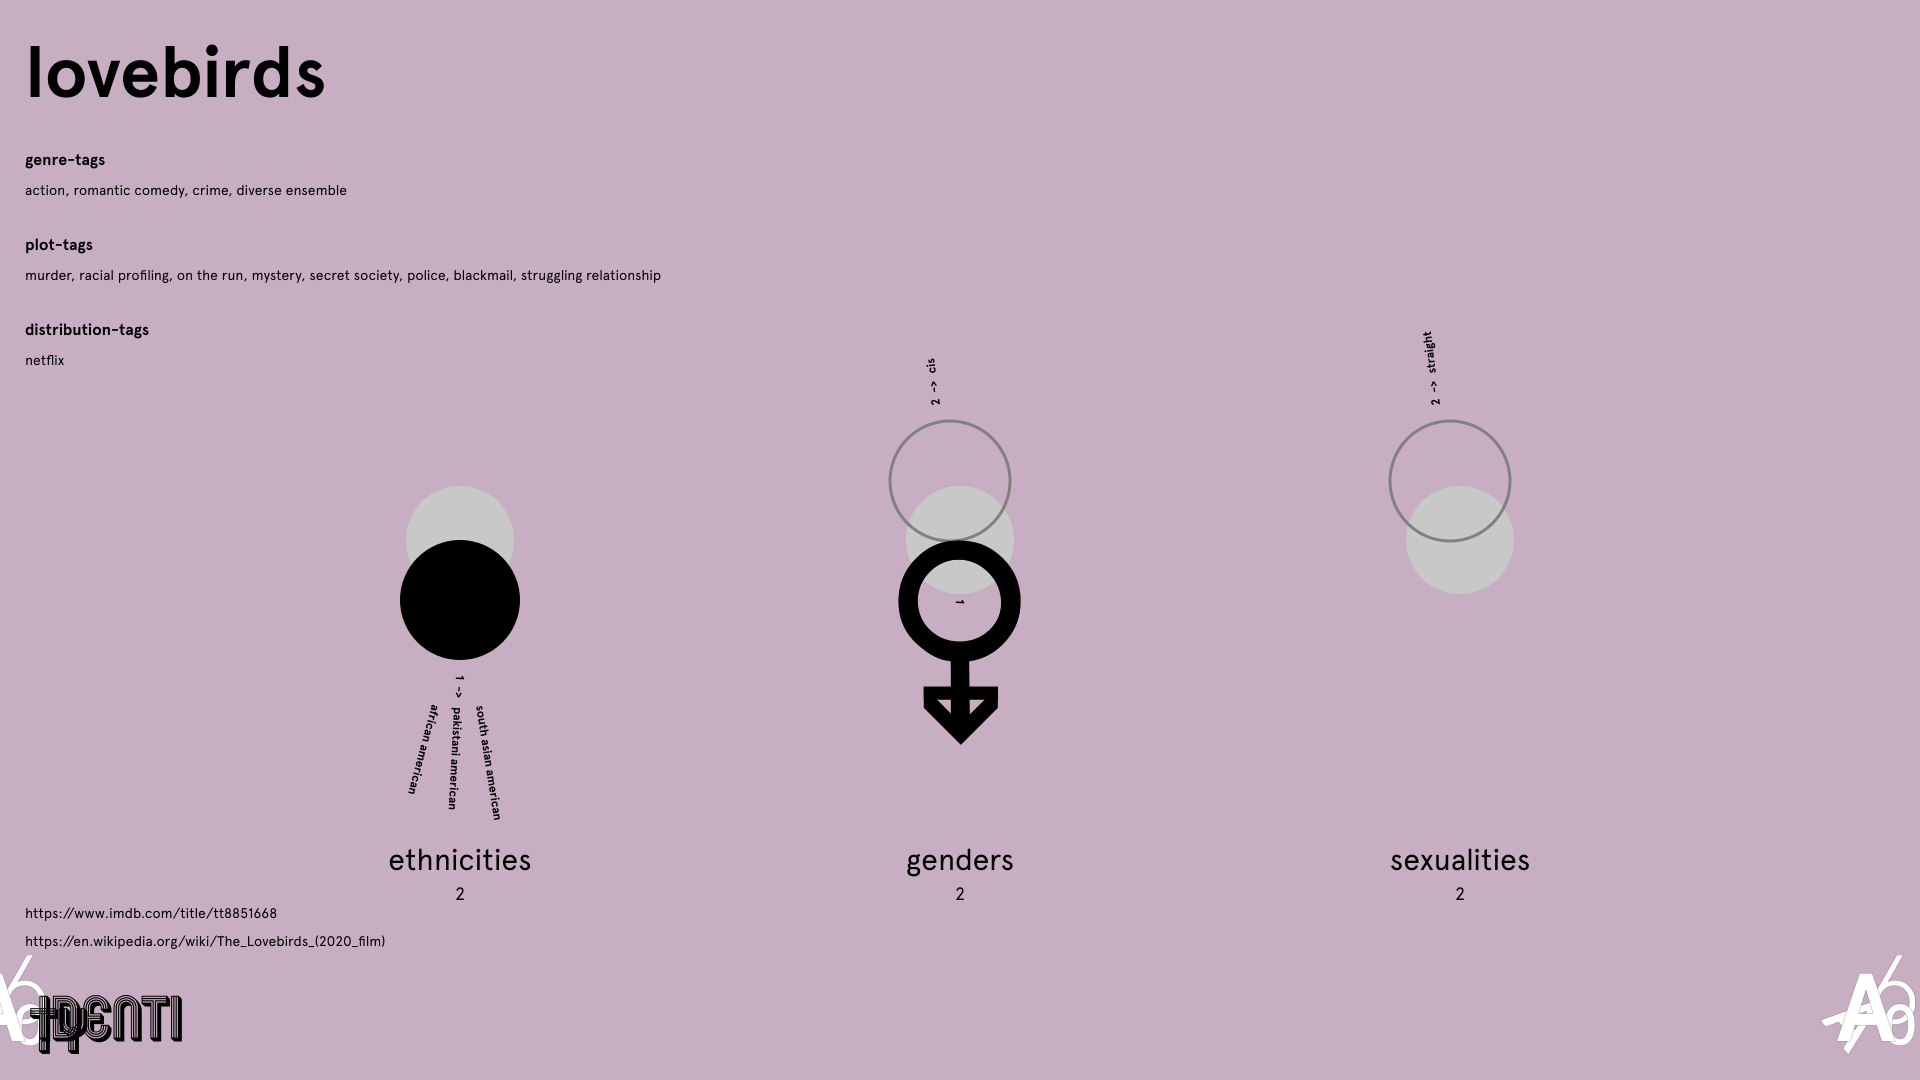 lovebirds
genre-tags
action, romantic comedy, crime, diverse ensemble
plot-tags
murder, racial profiling, on the run, mystery, secret society, police, blackmail, struggling relationship
distribution-tags
netflix
2 -> cis
2 -> straight
1
1 ->
african american
pakistani american
south asian american
ethnicities
2
genders
2
sexualities
2
https://www.imdb.com/title/tt8851668
https://en.wikipedia.org/wiki/The_Lovebirds_(2020_film)
IDENTI